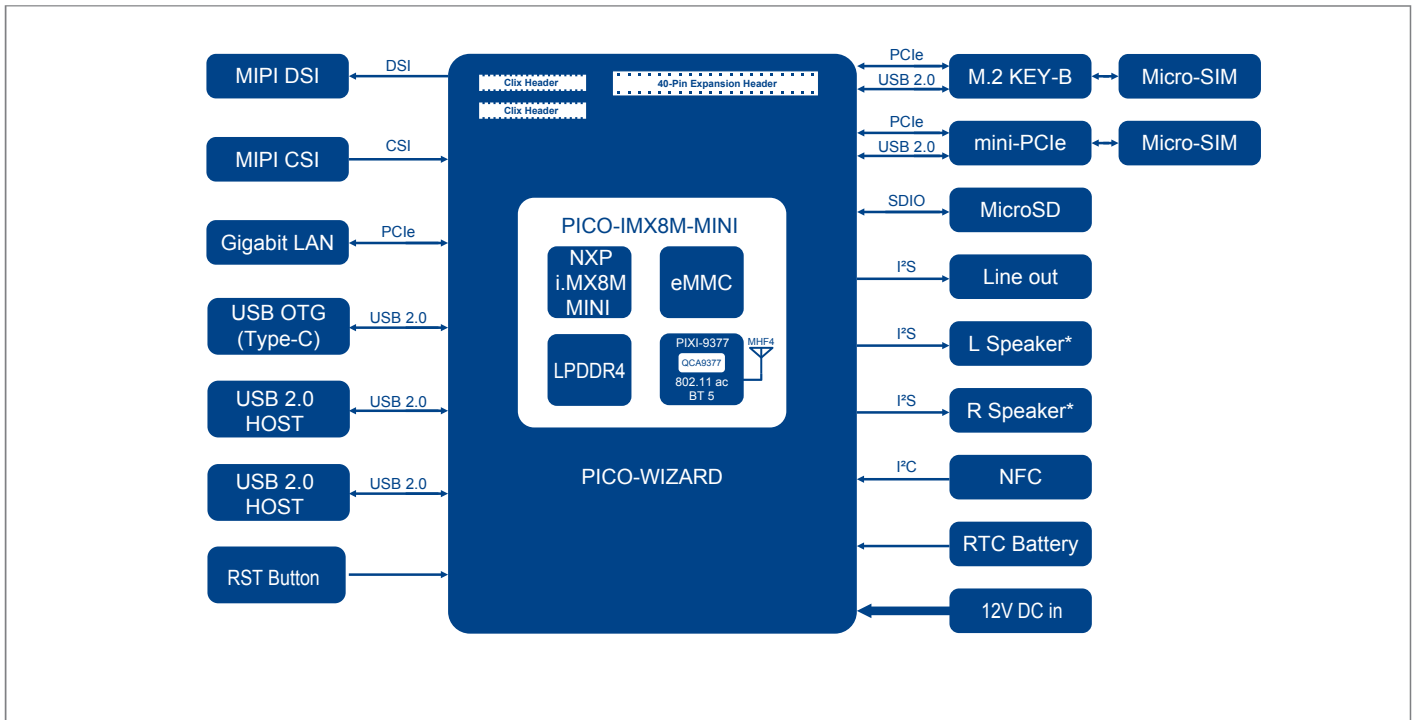 MIPI DSI
DSI
MIPI CSI
CSI
Gigabit LAN
PCIe
USB OTG
(Type-C)
USB 2.0
USB 2.0
HOST
USB 2.0
USB 2.0
HOST
USB 2.0
RST Button
Clix Header
Clix Header
40-Pin Expansion Header
PICO-IMX8M-MINI
NXP
i.MX8M
MINI
eMMC
LPDDR4
PIXI-9377
QCA9377
802.11 ac
BT 5
MHF4
PICO-WIZARD
PCIe
USB 2.0
M.2 KEY-B
Micro-SIM
PCIe
USB 2.0
mini-PCIe
Micro-SIM
SDIO
MicroSD
I²S
Line out
I²S
L Speaker*
I²S
R Speaker*
I²C
NFC
RTC Battery
12V DC in